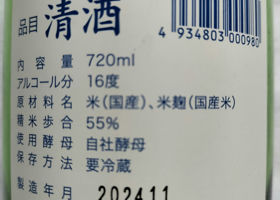 品目 清酒
4 934803 000980
内容量 720ml
アルコール分 16度
原材料名 米(国産)、米麹(国産米)
精米歩合 55%
使用酵母 自社酵母
保存方法 要冷蔵
製造年月 202411